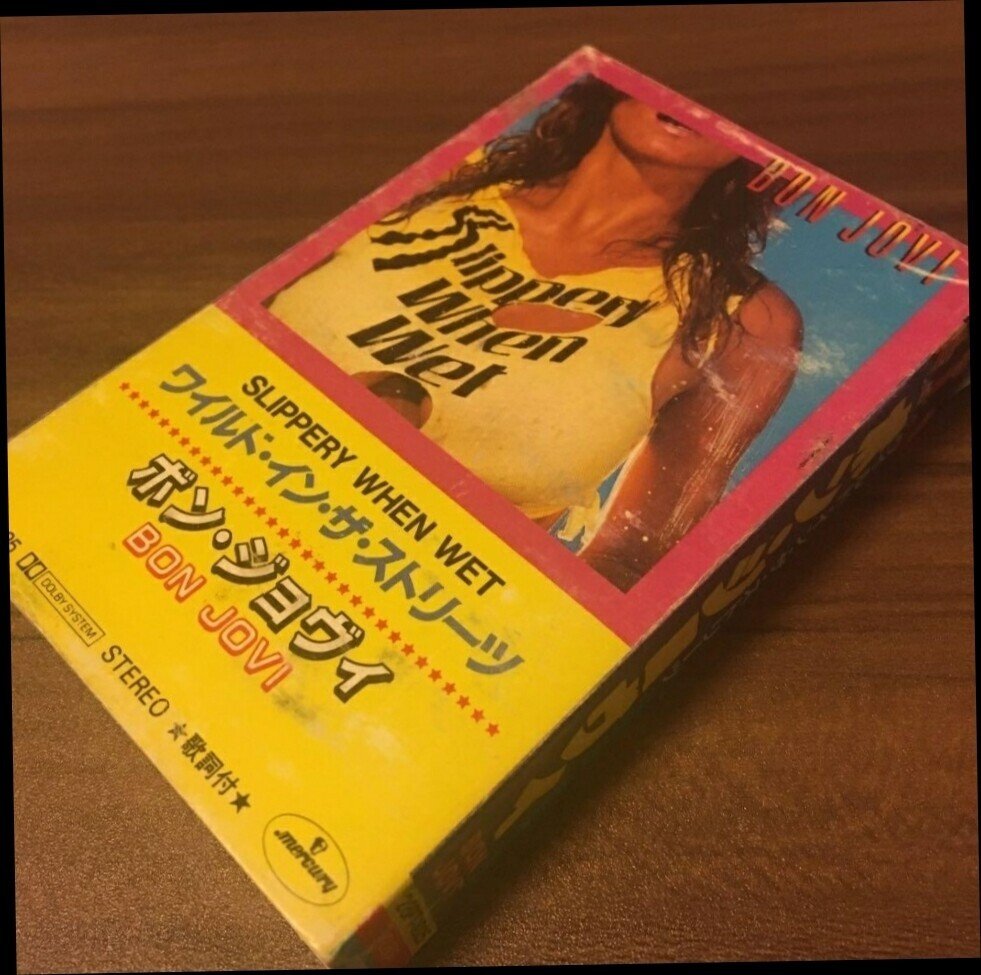 BON JOVI
Slippery
When
Wet
SLIPPERY WHEN WET
ワイルド・イン・ザ・ストリーツ
ボン・ジョヴィ
BON JOVI
DOLBY SYSTEM
STEREO ★歌詞付★
mercury